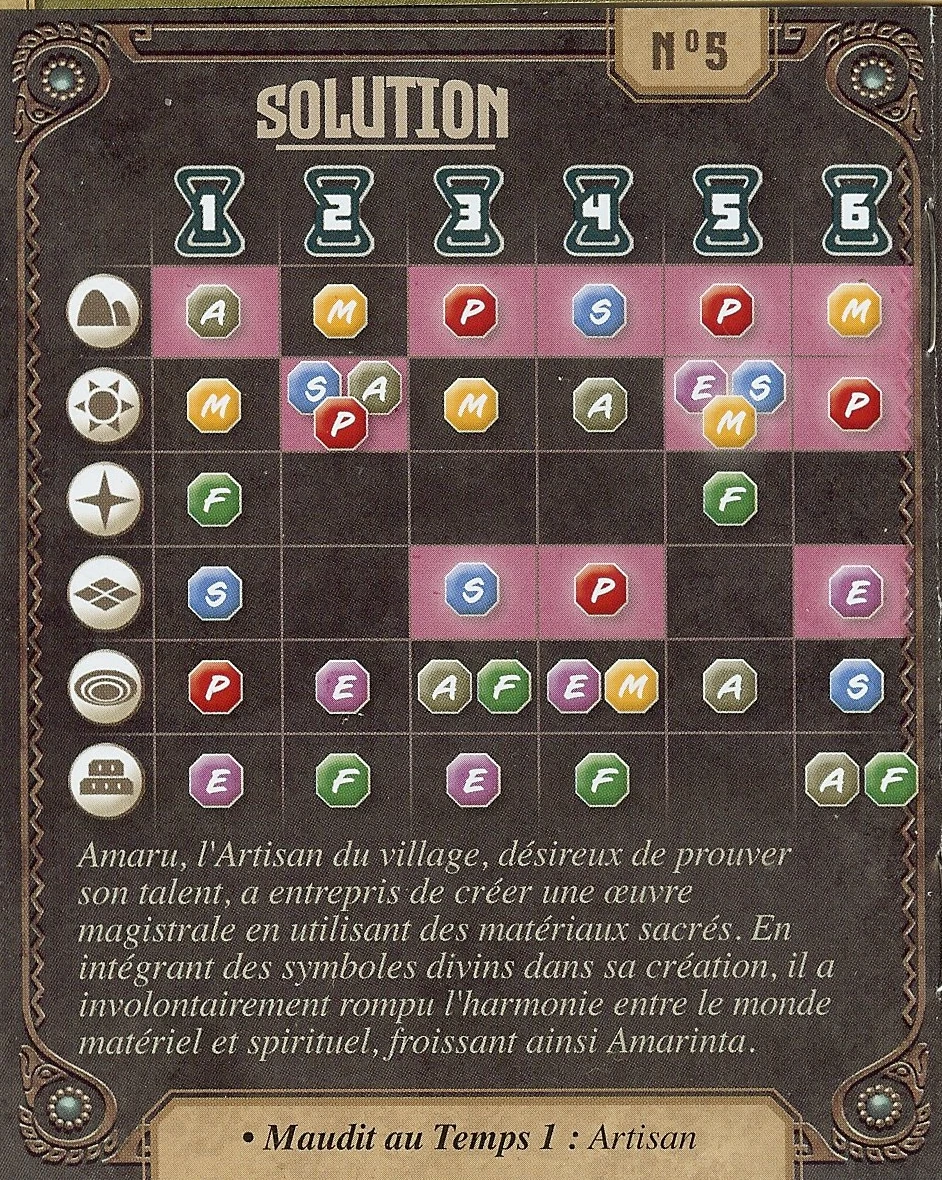 N°5
SOLUTION
1 2 3 4 5 6
A M P S P M
M S A P M A E S M P
F F
S S P E
P E A F E M A S
E F E F A F
Amaru, l'Artisan du village, désireux de prouver
son talent, a entrepris de créer une œuvre
magistrale en utilisant des matériaux sacrés. En
intégrant des symboles divins dans sa création, il a
involontairement rompu l'harmonie entre le monde
matériel et spirituel, froissant ainsi Amarinta.
• Maudit au Temps 1 : Artisan